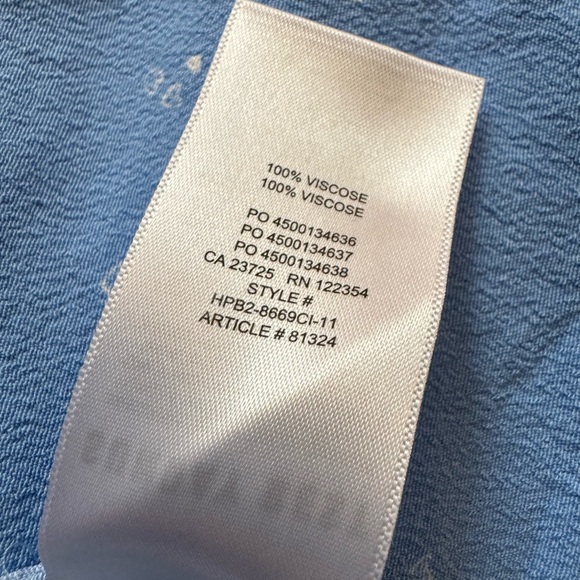 100% VISCOSE
100% VISCOSE
PO 4500134636
PO 4500134637
PO 4500134638
CA 23725 RN 122354
STYLE #
HPB2-8669CI-11
ARTICLE # 81324